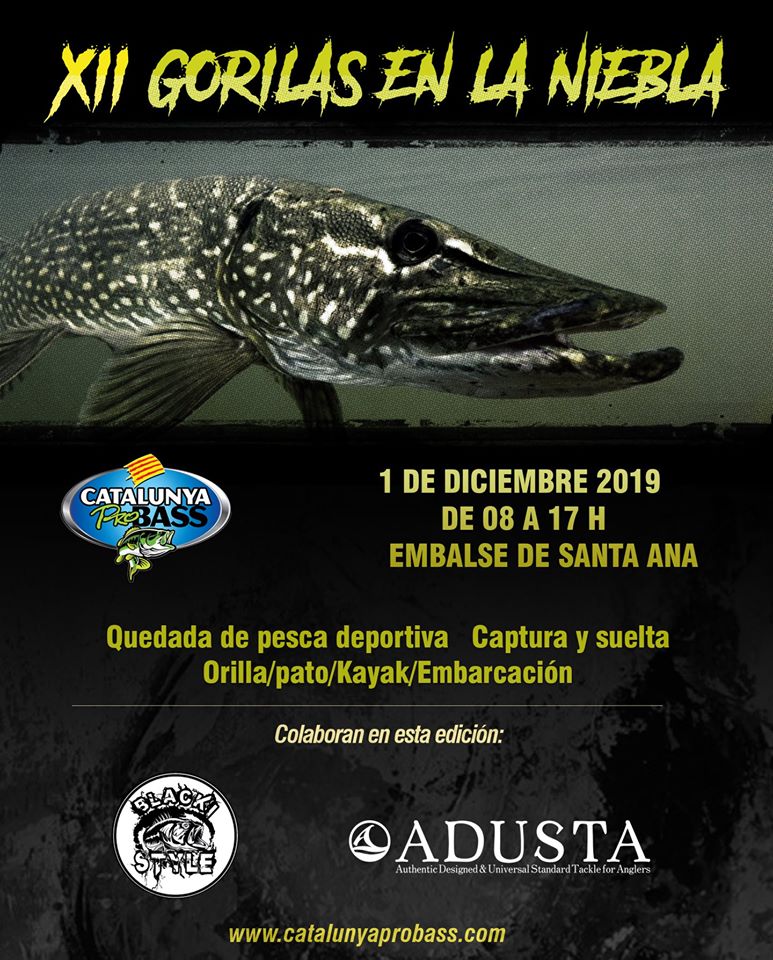 XII GORILAS EN LA NIEBLA
CATALUNYA
PROBASS
1 DE DICIEMBRE 2019
DE 08 A 17 H
EMBALSE DE SANTA ANA
Quedada de pesca deportiva Captura y suelta
Orilla/pato/Kayak/Embarcación
Colaboran en esta edición:
BLACK
STYLE
ADUSTA
Authentic Designed & Universal Standard Tackle for Anglers
www.catalunyaprobass.com